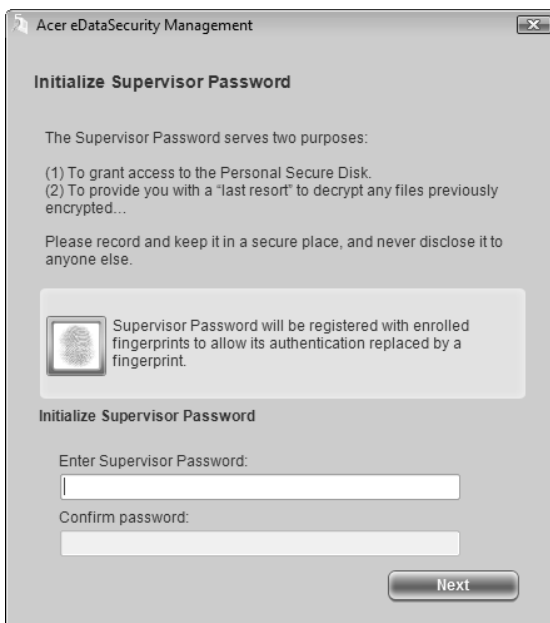 Acer eDataSecurity Management
Initialize Supervisor Password
The Supervisor Password serves two purposes:
(1) To grant access to the Personal Secure Disk.
(2) To provide you with a “last resort” to decrypt any files previously
encrypted...
Please record and keep it in a secure place, and never disclose it to
anyone else.
Supervisor Password will be registered with enrolled
fingerprints to allow its authentication replaced by a
fingerprint.
Initialize Supervisor Password
Enter Supervisor Password:
Confirm password:
Next